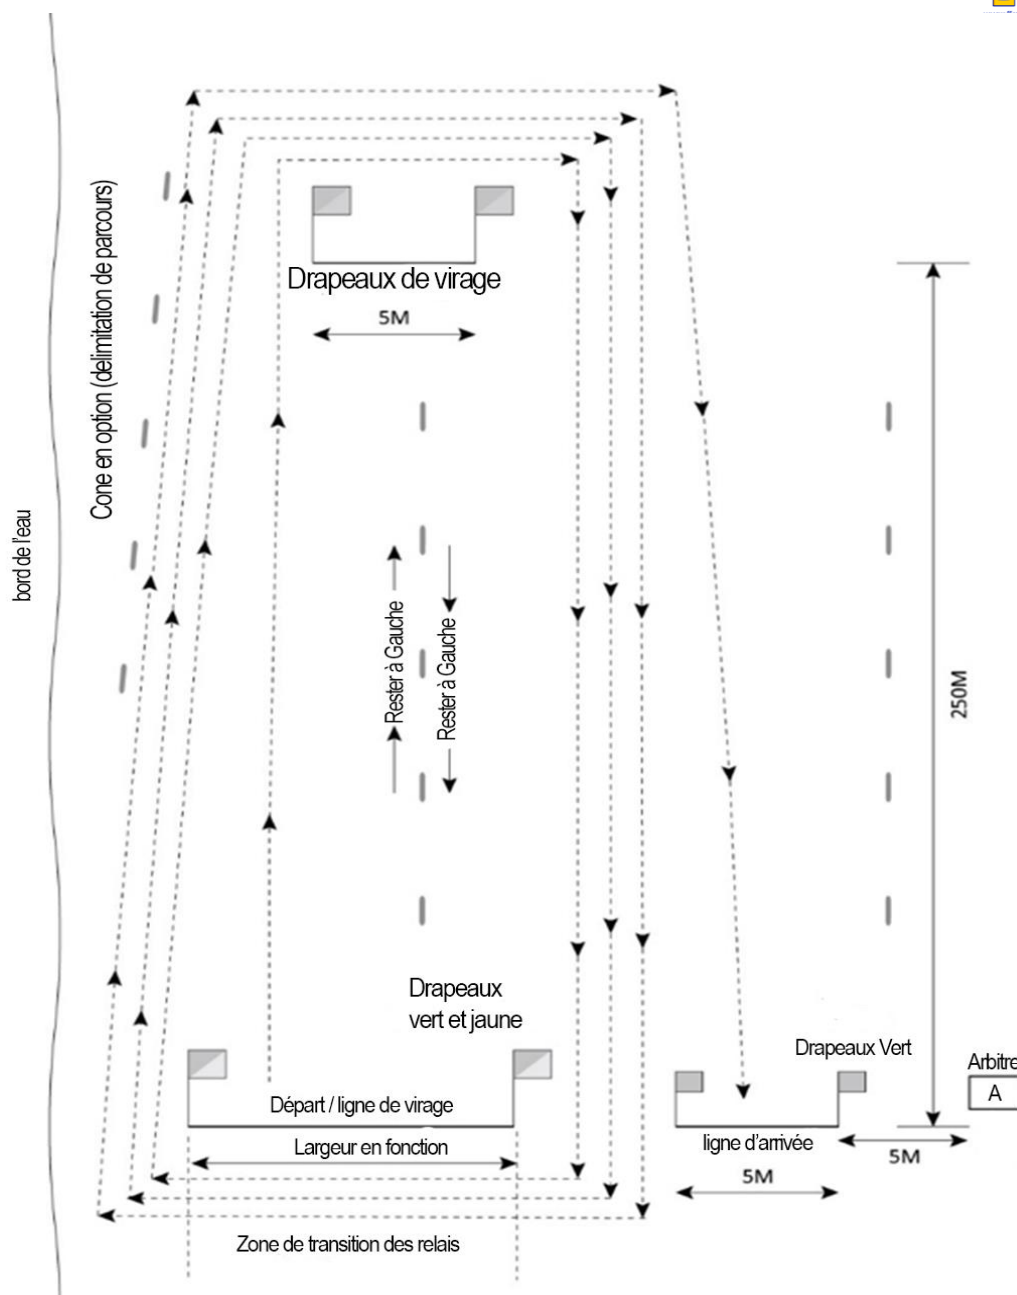 Cone en option (delimitation de parcours)
bord de l'eau
Drapeaux de virage
5M
Rester à Gauche
Rester à Gauche
250M
Drapeaux
vert et jaune
Drapeaux Vert
Arbitre
A
Départ / ligne de virage
ligne d'arrivée
Largeur en fonction
5M
5M
Zone de transition des relais